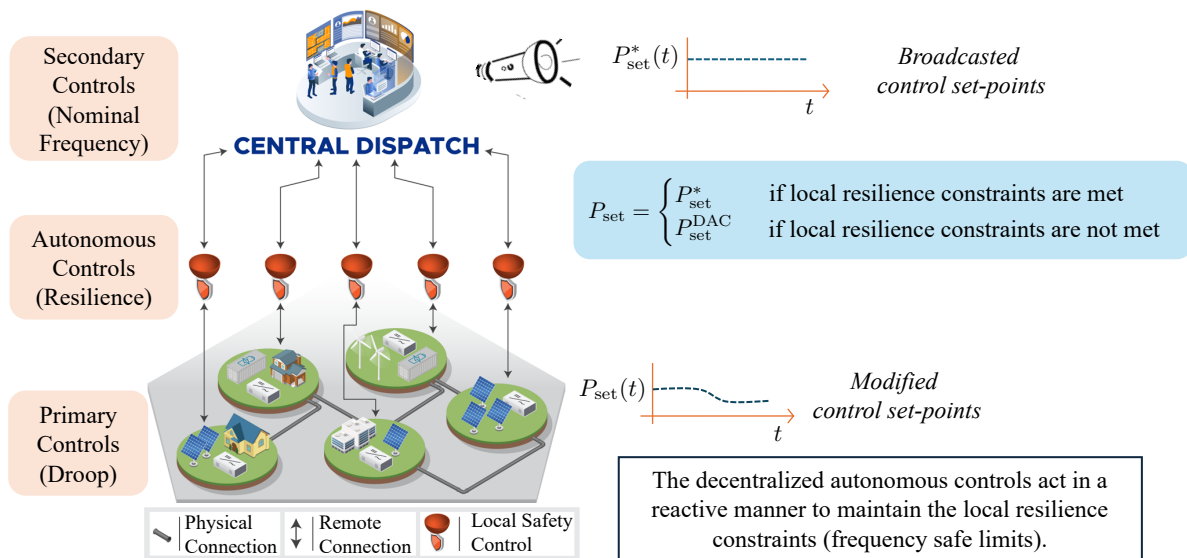 Secondary
Controls
(Nominal
Frequency)
CENTRAL DISPATCH
P*set(t)
t
Broadcasted
control set-points
Pset = { P*set if local resilience constraints are met
PDACset if local resilience constraints are not met
Autonomous
Controls
(Resilience)
Primary
Controls
(Droop)
Pset(t)
t
Modified
control set-points
The decentralized autonomous controls act in a
reactive manner to maintain the local resilience
constraints (frequency safe limits).
Physical
Connection
Remote
Connection
Local Safety
Control